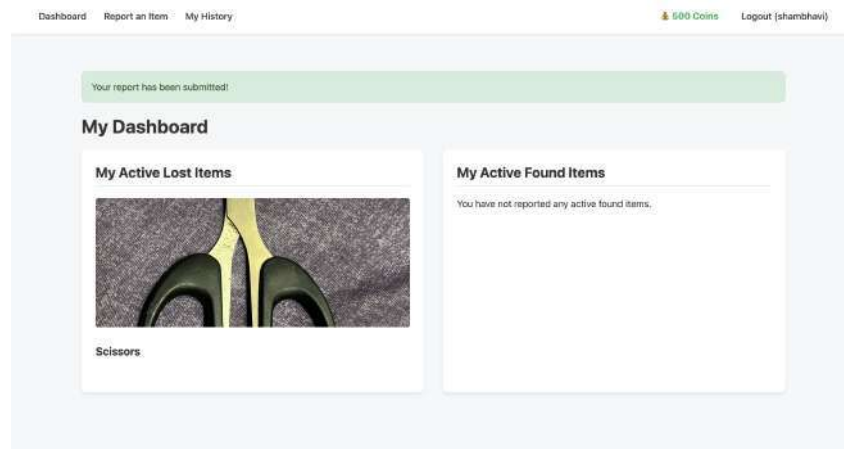 Dashboard Report an Item My History 💰 500 Coins Logout (shambhavi)
Your report has been submitted!
My Dashboard
My Active Lost Items
Scissors
My Active Found Items
You have not reported any active found items.